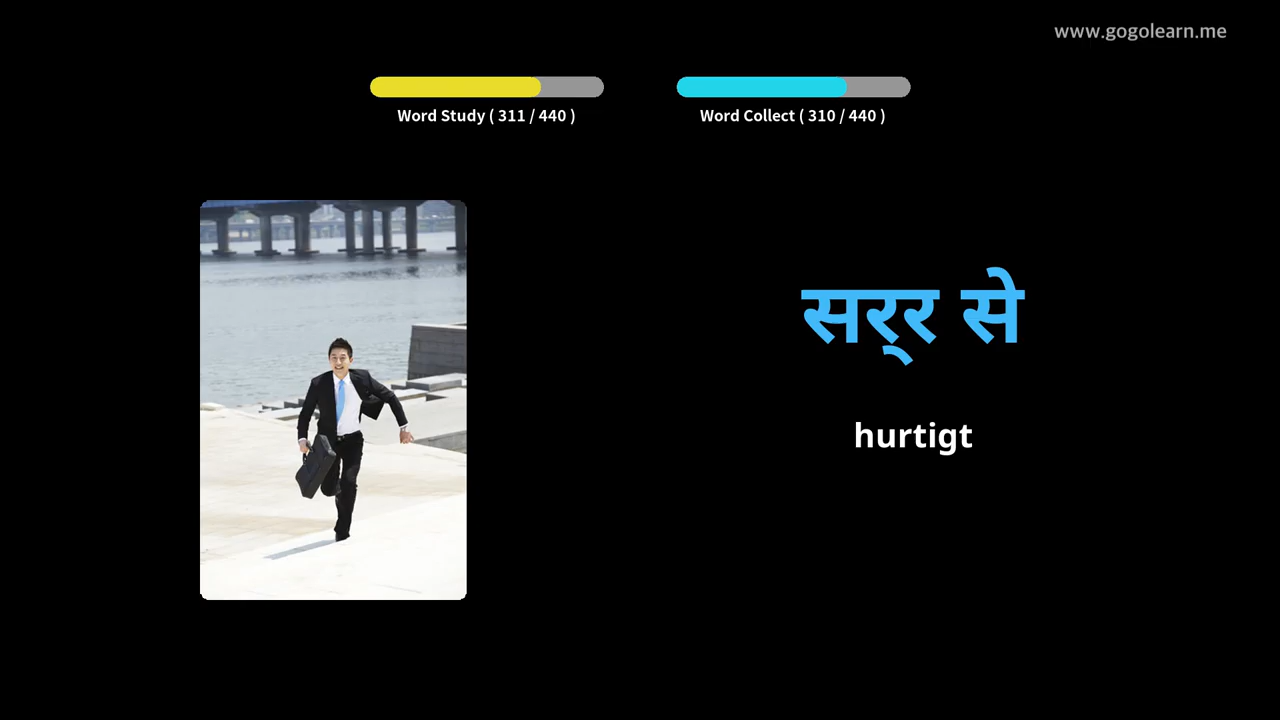 www.gogolearn.me
Word Study ( 311 / 440 )
Word Collect ( 310 / 440 )
सर्‍र से
hurtigt